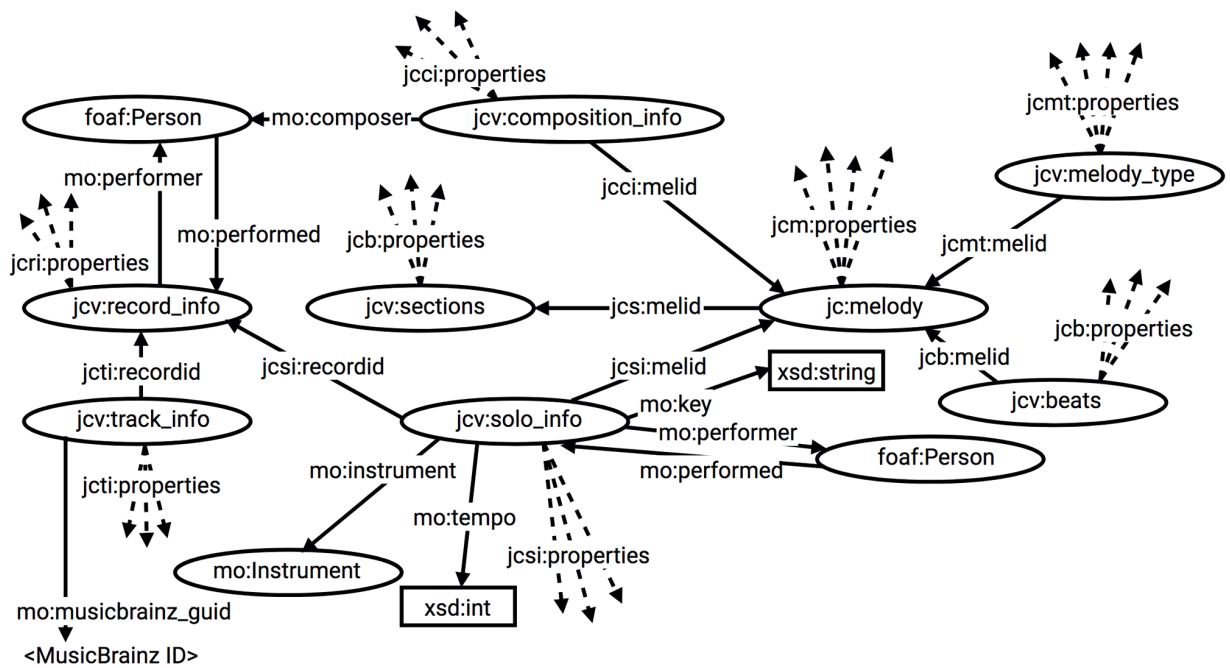 jcci:properties
jcmt:properties
foaf:Person
mo:composer
jcv:composition_info
mo:performer
jcci:melid
jcv:melody_type
mo:performed
jcb:properties
jcm:properties
jcmt:melid
jcri:properties
jcv:record_info
jcv:sections
jcs:melid
jc:melody
jcb:properties
jcti:recordid
jcsi:recordid
jcsi:melid
xsd:string
jcb:melid
mo:key
jcv:beats
jcv:track_info
jcv:solo_info
mo:performer
foaf:Person
mo:instrument
mo:performed
jcti:properties
mo:tempo
jcsi:properties
mo:Instrument
xsd:int
mo:musicbrainz_guid
<MusicBrainz ID>